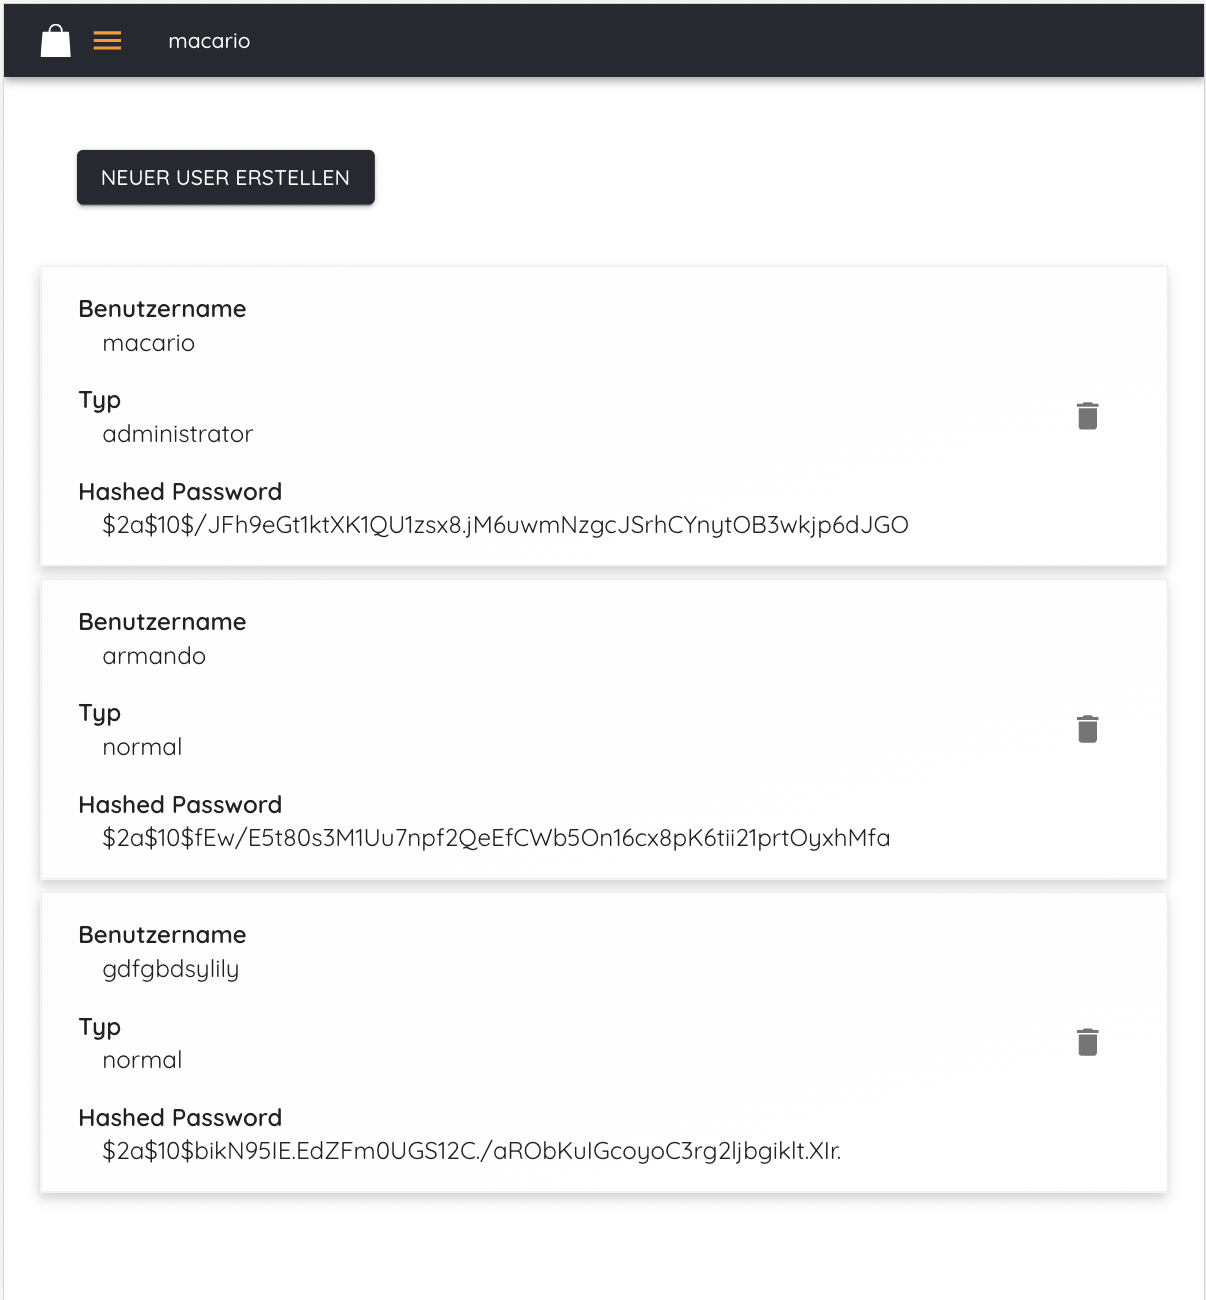 macario
NEUER USER ERSTELLEN
Benutzername
macario
Typ
administrator
Hashed Password
$2a$10$/JFh9eGt1ktXK1QU1zsx8.jM6uwmNzgcJSrhCYnytOB3wkjp6dJGO
Benutzername
armando
Typ
normal
Hashed Password
$2a$10$fEw/E5t80s3M1Uu7npf2QeEfCWb5On16cx8pK6tii21prtOyxhMfa
Benutzername
gdfgbdsylily
Typ
normal
Hashed Password
$2a$10$bikN95IE.EdZFm0UGS12C./aRObKuIGcoyoC3rg2ljbgiklt.XIr.